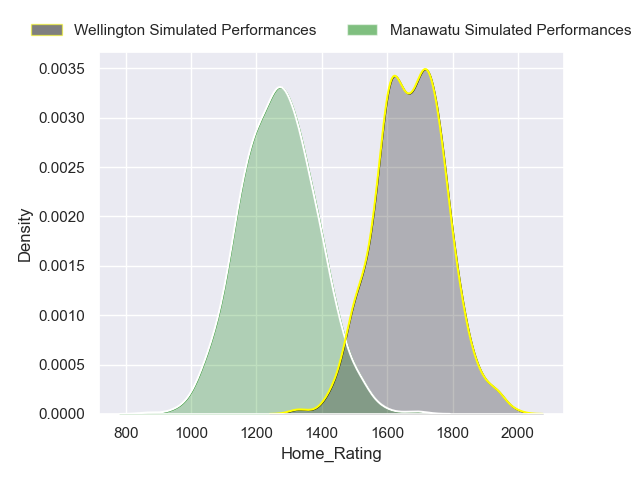 Wellington Simulated Performances Manawatu Simulated Performances
0.0035
0.0030
0.0025
0.0020
0.0015
0.0010
0.0005
0.0000
Density
800 1000 1200 1400 1600 1800 2000
Home_Rating